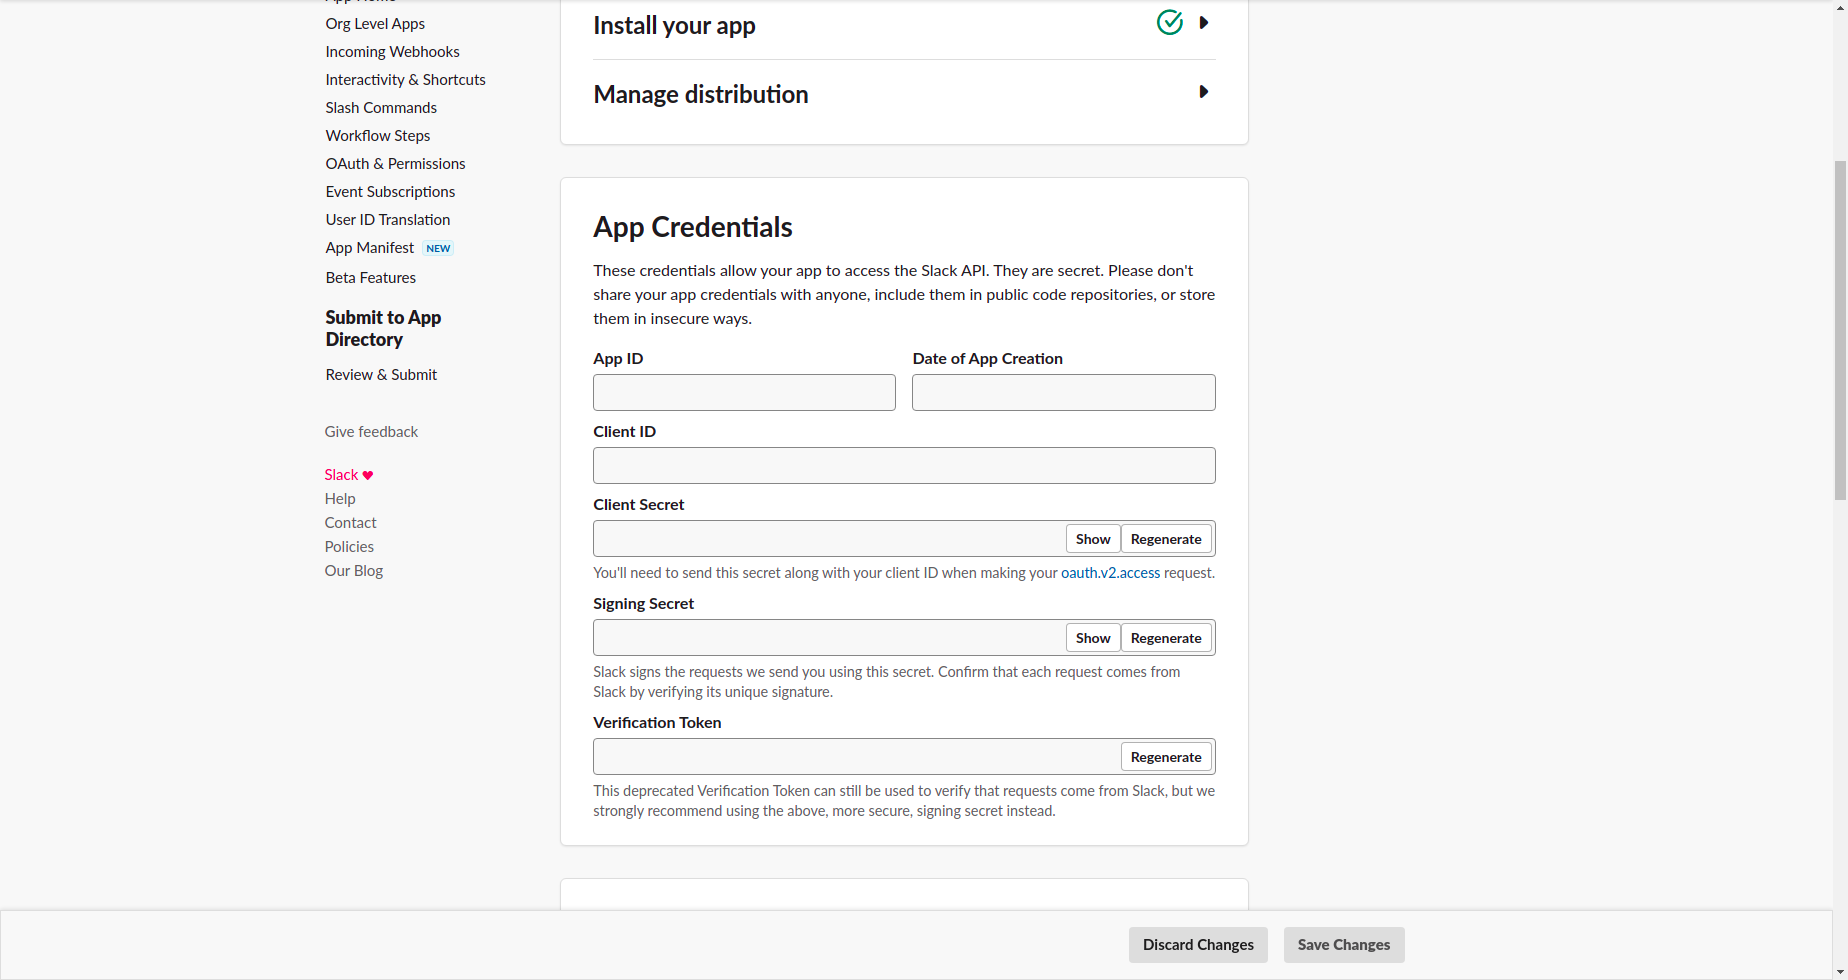 Org Level Apps
Incoming Webhooks
Interactivity & Shortcuts
Slash Commands
Workflow Steps
OAuth & Permissions
Event Subscriptions
User ID Translation
App Manifest NEW
Beta Features
Submit to App
Directory
Review & Submit
Give feedback
Slack ♥
Help
Contact
Policies
Our Blog
Install your app
Manage distribution
App Credentials
These credentials allow your app to access the Slack API. They are secret. Please don't
share your app credentials with anyone, include them in public code repositories, or store
them in insecure ways.
App ID
Date of App Creation
Client ID
Client Secret
Show Regenerate
You'll need to send this secret along with your client ID when making your oauth.v2.access request.
Signing Secret
Show Regenerate
Slack signs the requests we send you using this secret. Confirm that each request comes from
Slack by verifying its unique signature.
Verification Token
Regenerate
This deprecated Verification Token can still be used to verify that requests come from Slack, but we
strongly recommend using the above, more secure, signing secret instead.
Discard Changes Save Changes